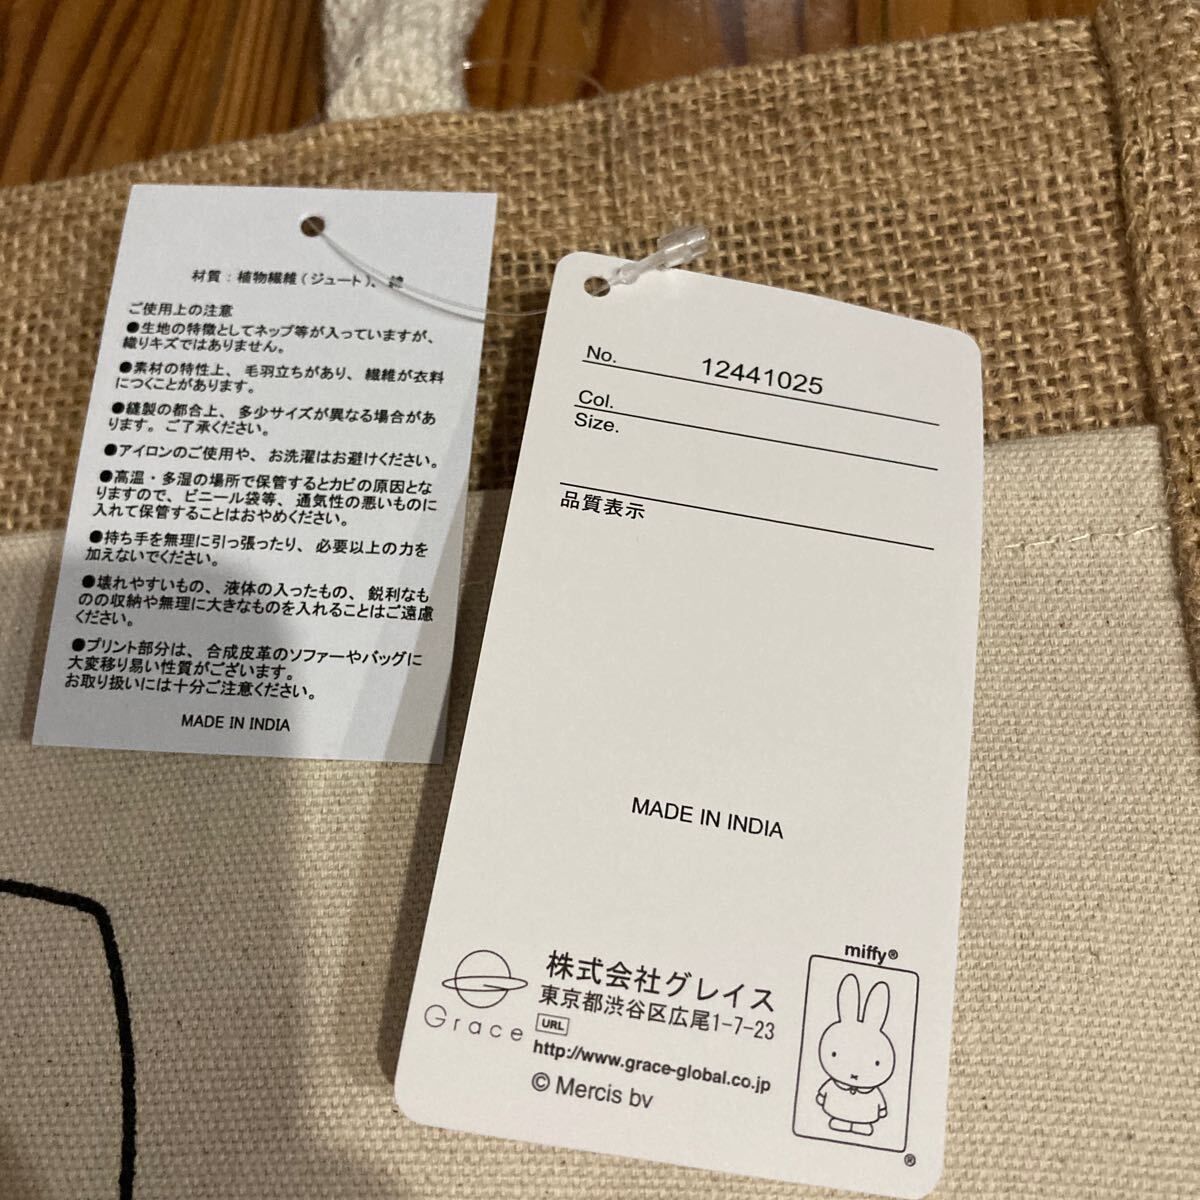 材質：植物繊維（ジュート）、綿
ご使用上の注意
●生地の特徴としてネップ等が入っていますが、
織りキズではありません。
●素材の特性上、毛羽立ちがあり、繊維が衣料
につくことがあります。
●縫製の都合上、多少サイズが異なる場合があ
ります。ご了承ください。
●アイロンのご使用や、お洗濯はお避けください。
●高温・多湿の場所で保管するとカビの原因とな
りますので、ビニール袋等、通気性の悪いものに
入れて保管することはおやめください。
●持ち手を無理に引っ張ったり、必要以上の力を
加えないでください。
●壊れやすいもの、液体の入ったもの、鋭利なも
のの収納や無理に大きなものを入れることはご遠慮
ください。
●プリント部分は、合成皮革のソファーやバッグに
大変移り易い性質がございます。
お取り扱いには十分ご注意ください。
MADE IN INDIA
No. 12441025
Col.
Size.
品質表示
MADE IN INDIA
Grace
株式会社グレイス
東京都渋谷区広尾1-7-23
URL
http://www.grace-global.co.jp
© Mercis bv
miffy®
®